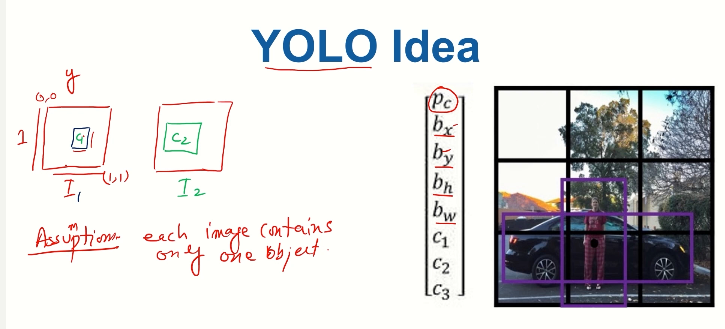 YOLO Idea
y
0,0
1
C1
(1,1)
I1
C2
I2
Assumption each image contains
only one object.
pc
bx
by
bh
bw
c1
c2
c3